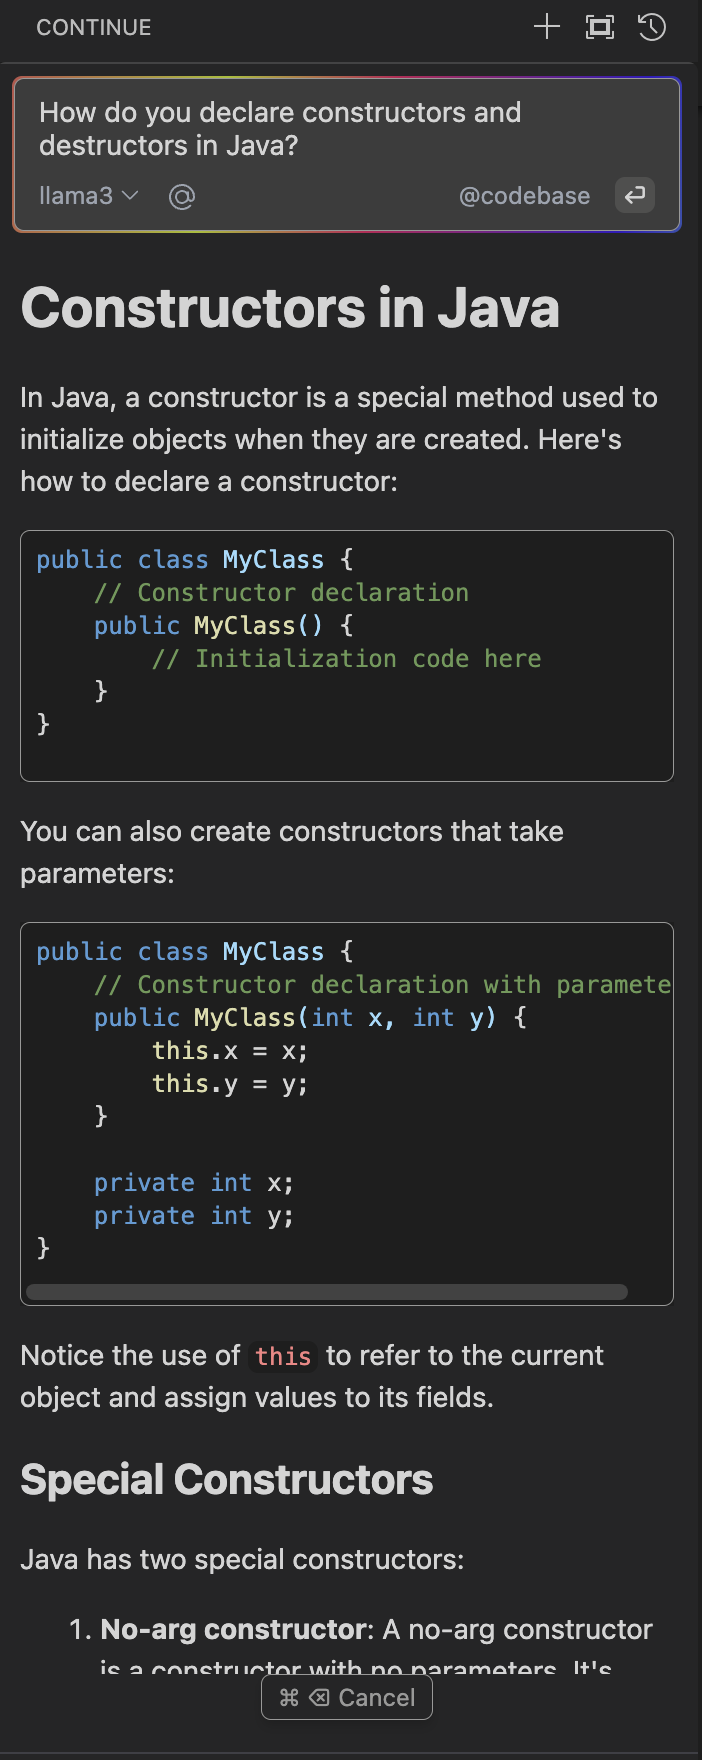 CONTINUE
How do you declare constructors and
destructors in Java?
llama3 @codebase
Constructors in Java
In Java, a constructor is a special method used to
initialize objects when they are created. Here's
how to declare a constructor:
public class MyClass {
    // Constructor declaration
    public MyClass() {
        // Initialization code here
    }
}
You can also create constructors that take
parameters:
public class MyClass {
    // Constructor declaration with paramete
    public MyClass(int x, int y) {
        this.x = x;
        this.y = y;
    }

    private int x;
    private int y;
}
Notice the use of this to refer to the current
object and assign values to its fields.
Special Constructors
Java has two special constructors:
1. No-arg constructor: A no-arg constructor
is a constructor with no parameters. It's
⌘ ⌫ Cancel